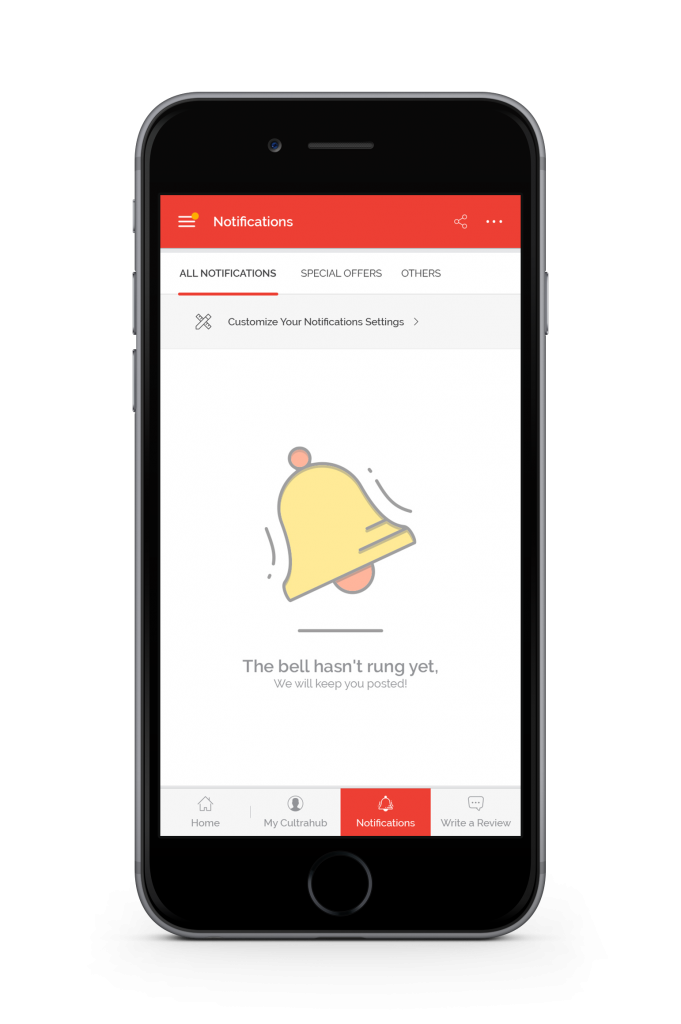 Notifications
ALL NOTIFICATIONS SPECIAL OFFERS OTHERS
Customize Your Notifications Settings
The bell hasn't rung yet,
We will keep you posted!
Home My Cultrahub Notifications Write a Review